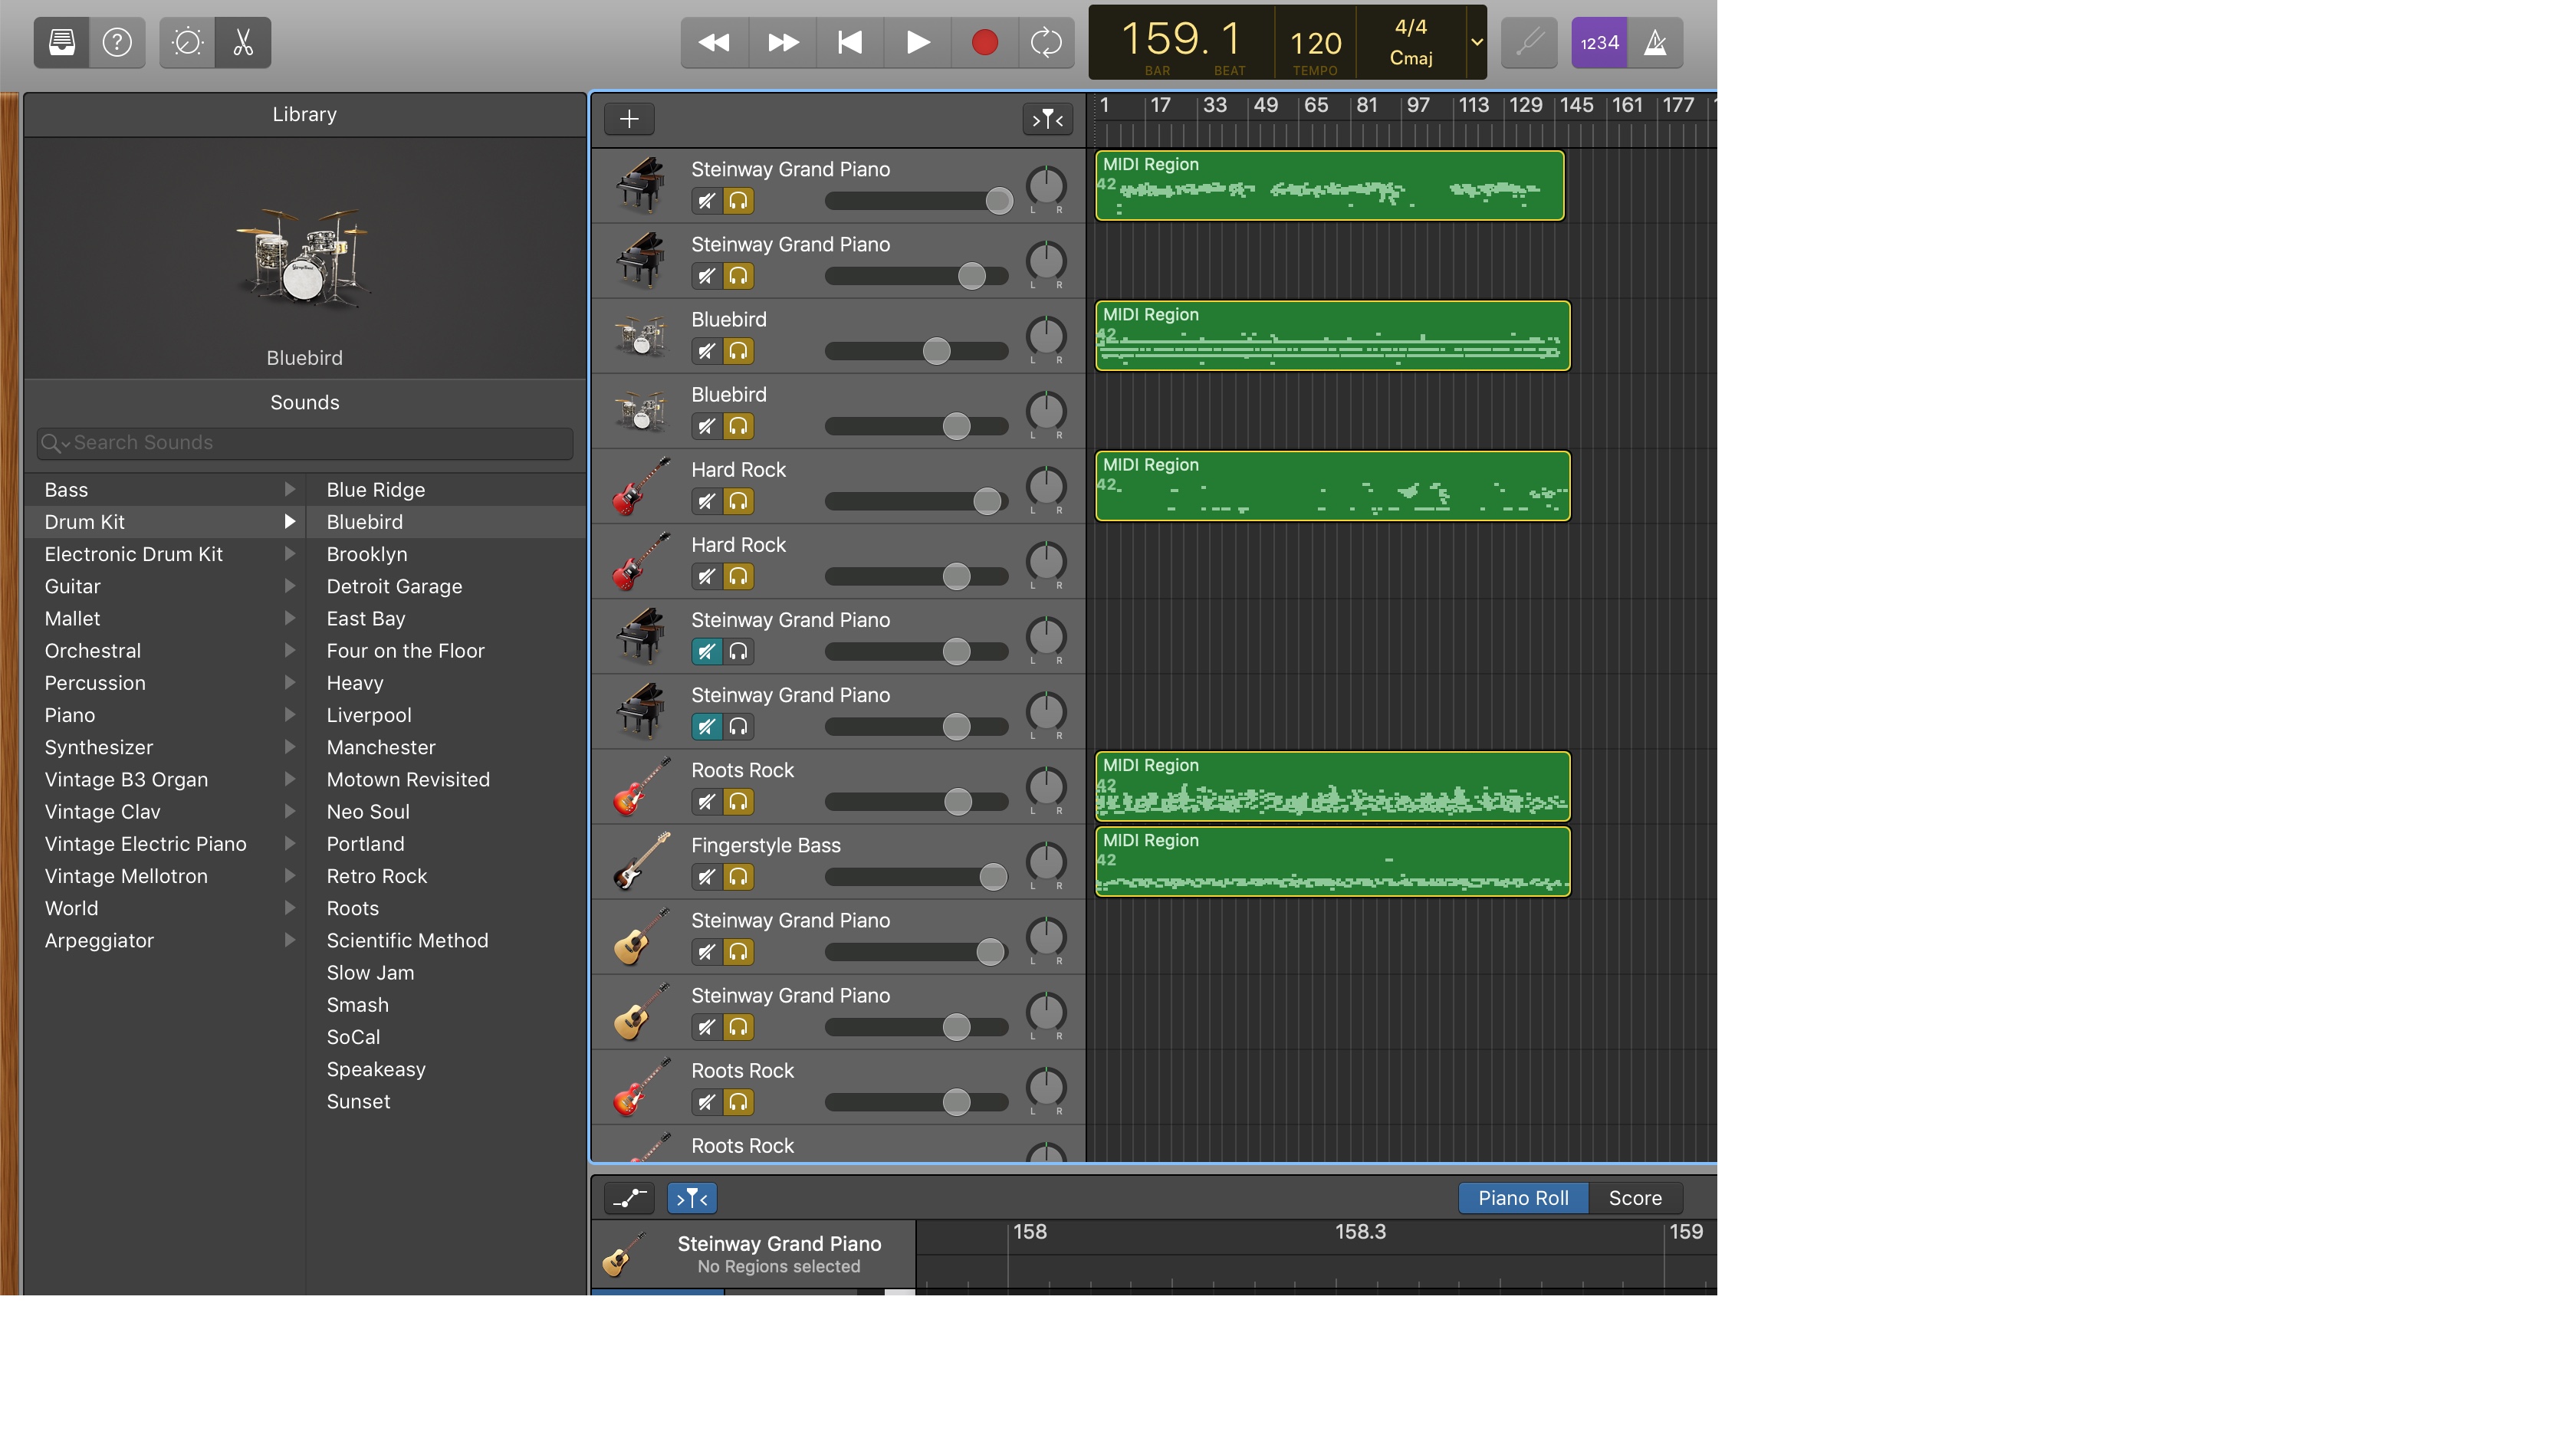 159. 1
120
4/4
Cmaj
BAR
BEAT
TEMPO
1234
Library
Bluebird
Sounds
Search Sounds
Bass
Drum Kit
Electronic Drum Kit
Guitar
Mallet
Orchestral
Percussion
Piano
Synthesizer
Vintage B3 Organ
Vintage Clav
Vintage Electric Piano
Vintage Mellotron
World
Arpeggiator
Blue Ridge
Bluebird
Brooklyn
Detroit Garage
East Bay
Four on the Floor
Heavy
Liverpool
Manchester
Motown Revisited
Neo Soul
Portland
Retro Rock
Roots
Scientific Method
Slow Jam
Smash
SoCal
Speakeasy
Sunset
1 17 33 49 65 81 97 113 129 145 161 177
Steinway Grand Piano
L R
MIDI Region
42
Steinway Grand Piano
L R
Bluebird
L R
MIDI Region
42
Bluebird
L R
Hard Rock
L R
MIDI Region
42
Hard Rock
L R
Steinway Grand Piano
L R
Steinway Grand Piano
L R
Roots Rock
L R
MIDI Region
42
Fingerstyle Bass
L R
MIDI Region
42
Steinway Grand Piano
L R
Steinway Grand Piano
L R
Roots Rock
L R
Roots Rock
Piano Roll
Score
Steinway Grand Piano
No Regions selected
158 158.3 159